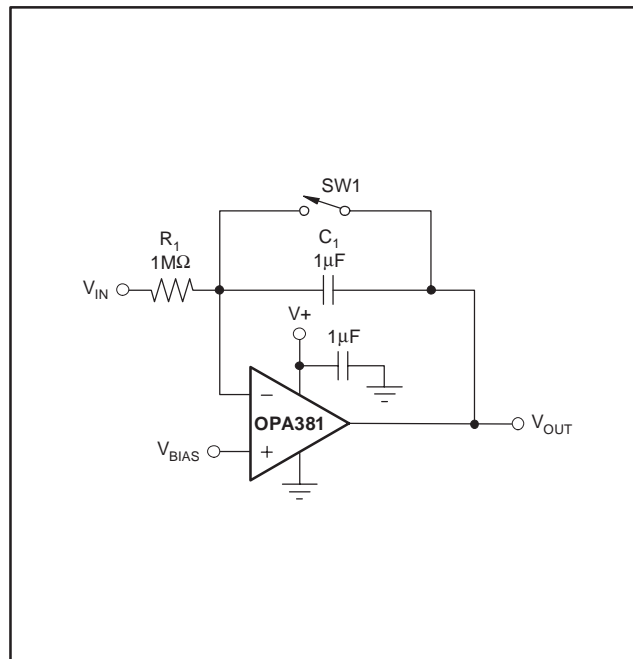 SW1
R1
1MΩ
C1
1µF
VIN
V+
1µF
−
OPA381
+
VBIAS
VOUT